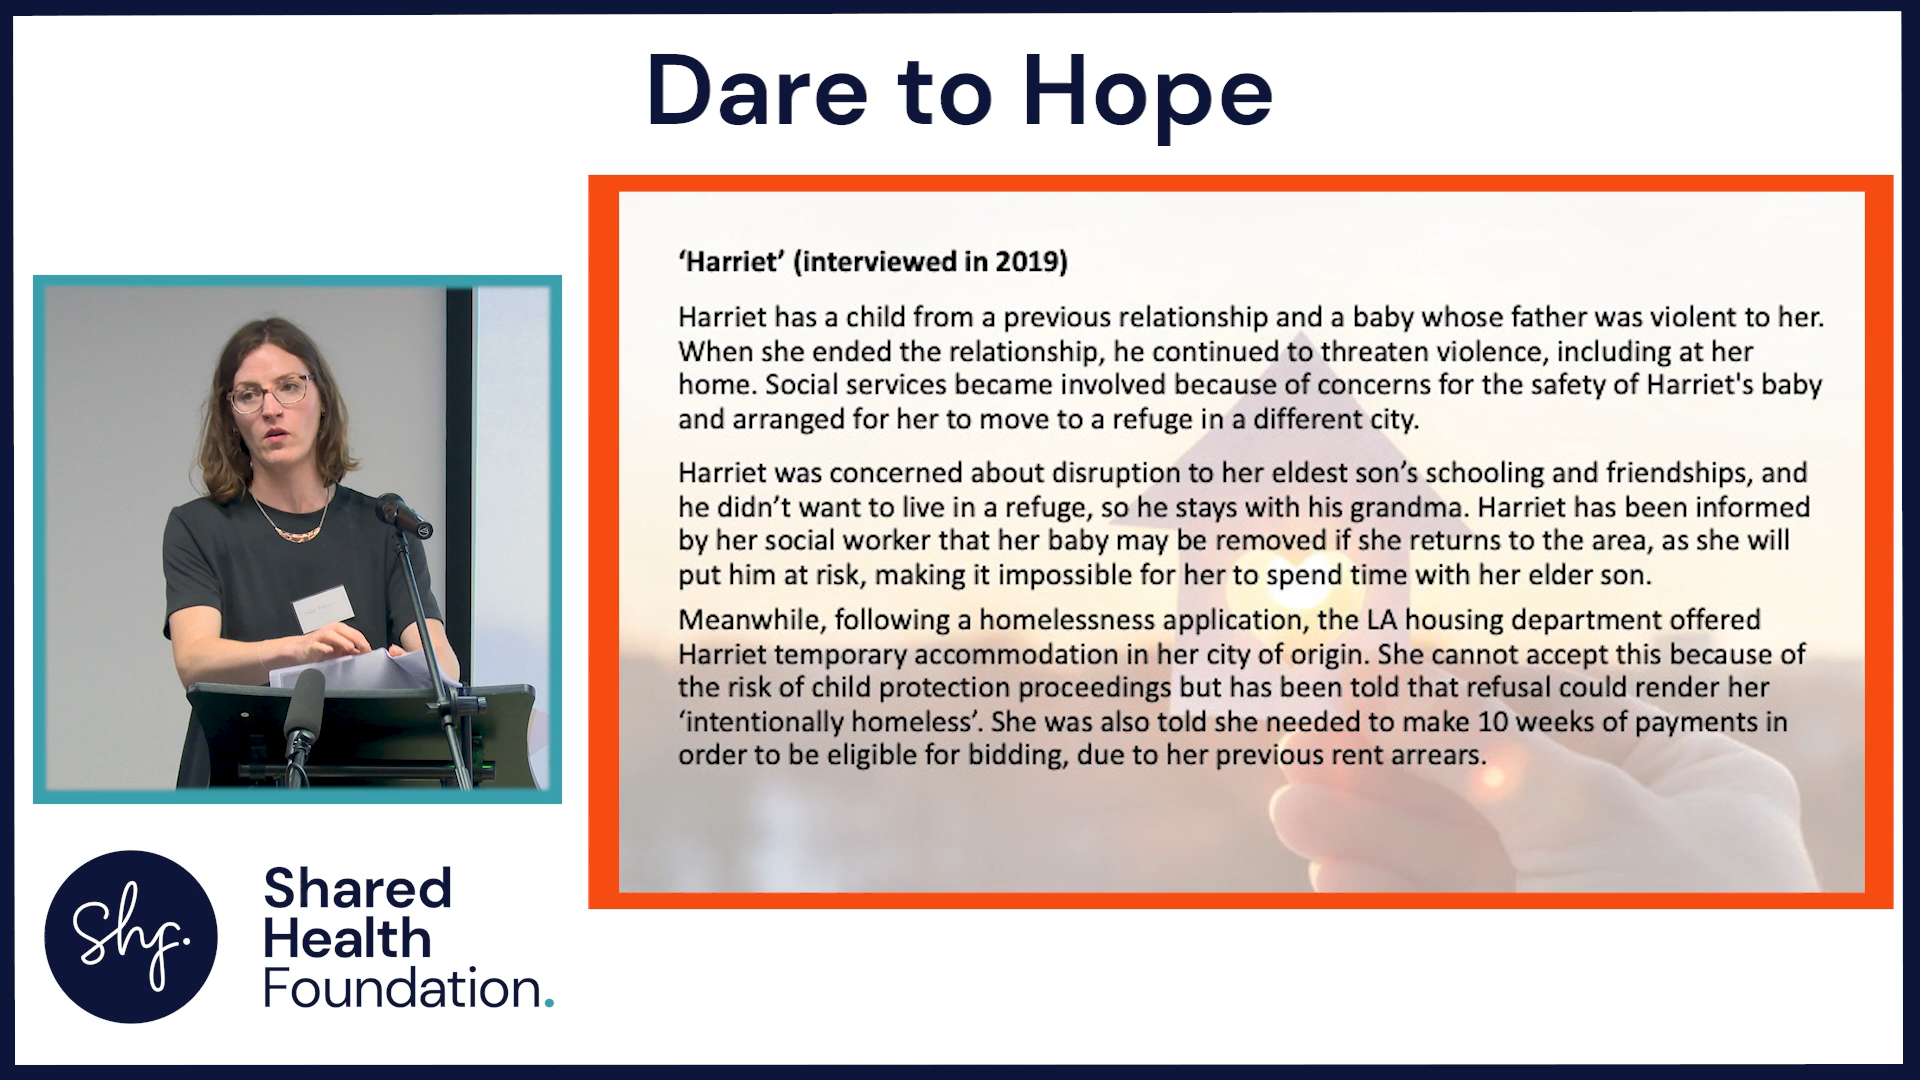 Dare to Hope
‘Harriet’ (interviewed in 2019)
Harriet has a child from a previous relationship and a baby whose father was violent to her.
When she ended the relationship, he continued to threaten violence, including at her
home. Social services became involved because of concerns for the safety of Harriet's baby
and arranged for her to move to a refuge in a different city.
Harriet was concerned about disruption to her eldest son’s schooling and friendships, and
he didn’t want to live in a refuge, so he stays with his grandma. Harriet has been informed
by her social worker that her baby may be removed if she returns to the area, as she will
put him at risk, making it impossible for her to spend time with her elder son.
Meanwhile, following a homelessness application, the LA housing department offered
Harriet temporary accommodation in her city of origin. She cannot accept this because of
the risk of child protection proceedings but has been told that refusal could render her
‘intentionally homeless’. She was also told she needed to make 10 weeks of payments in
order to be eligible for bidding, due to her previous rent arrears.
Shf.
Shared
Health
Foundation.